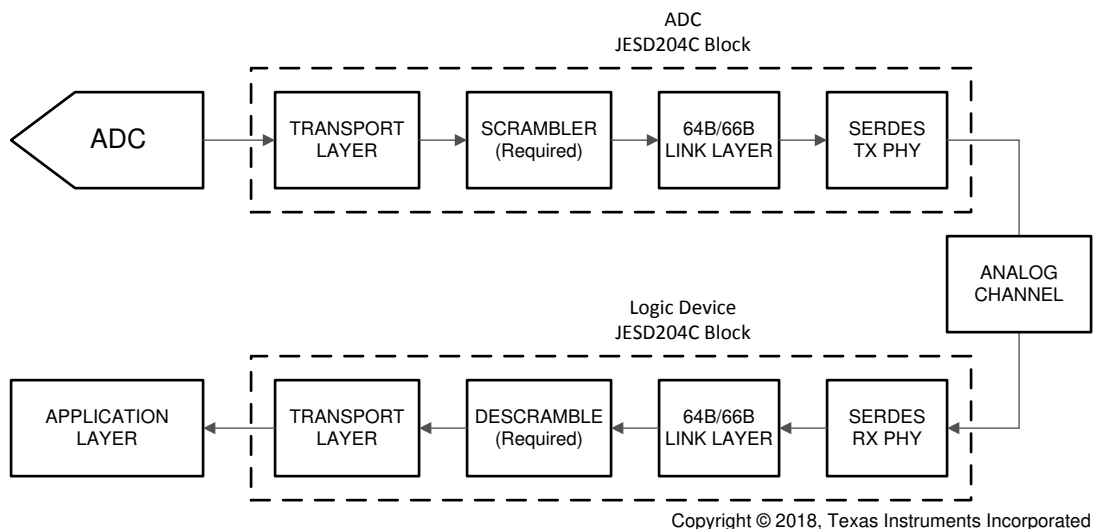 ADC
JESD204C Block
ADC
TRANSPORT
LAYER
SCRAMBLER
(Required)
64B/66B
LINK LAYER
SERDES
TX PHY
ANALOG
CHANNEL
Logic Device
JESD204C Block
APPLICATION
LAYER
TRANSPORT
LAYER
DESCRAMBLE
(Required)
64B/66B
LINK LAYER
SERDES
RX PHY
Copyright © 2018, Texas Instruments Incorporated